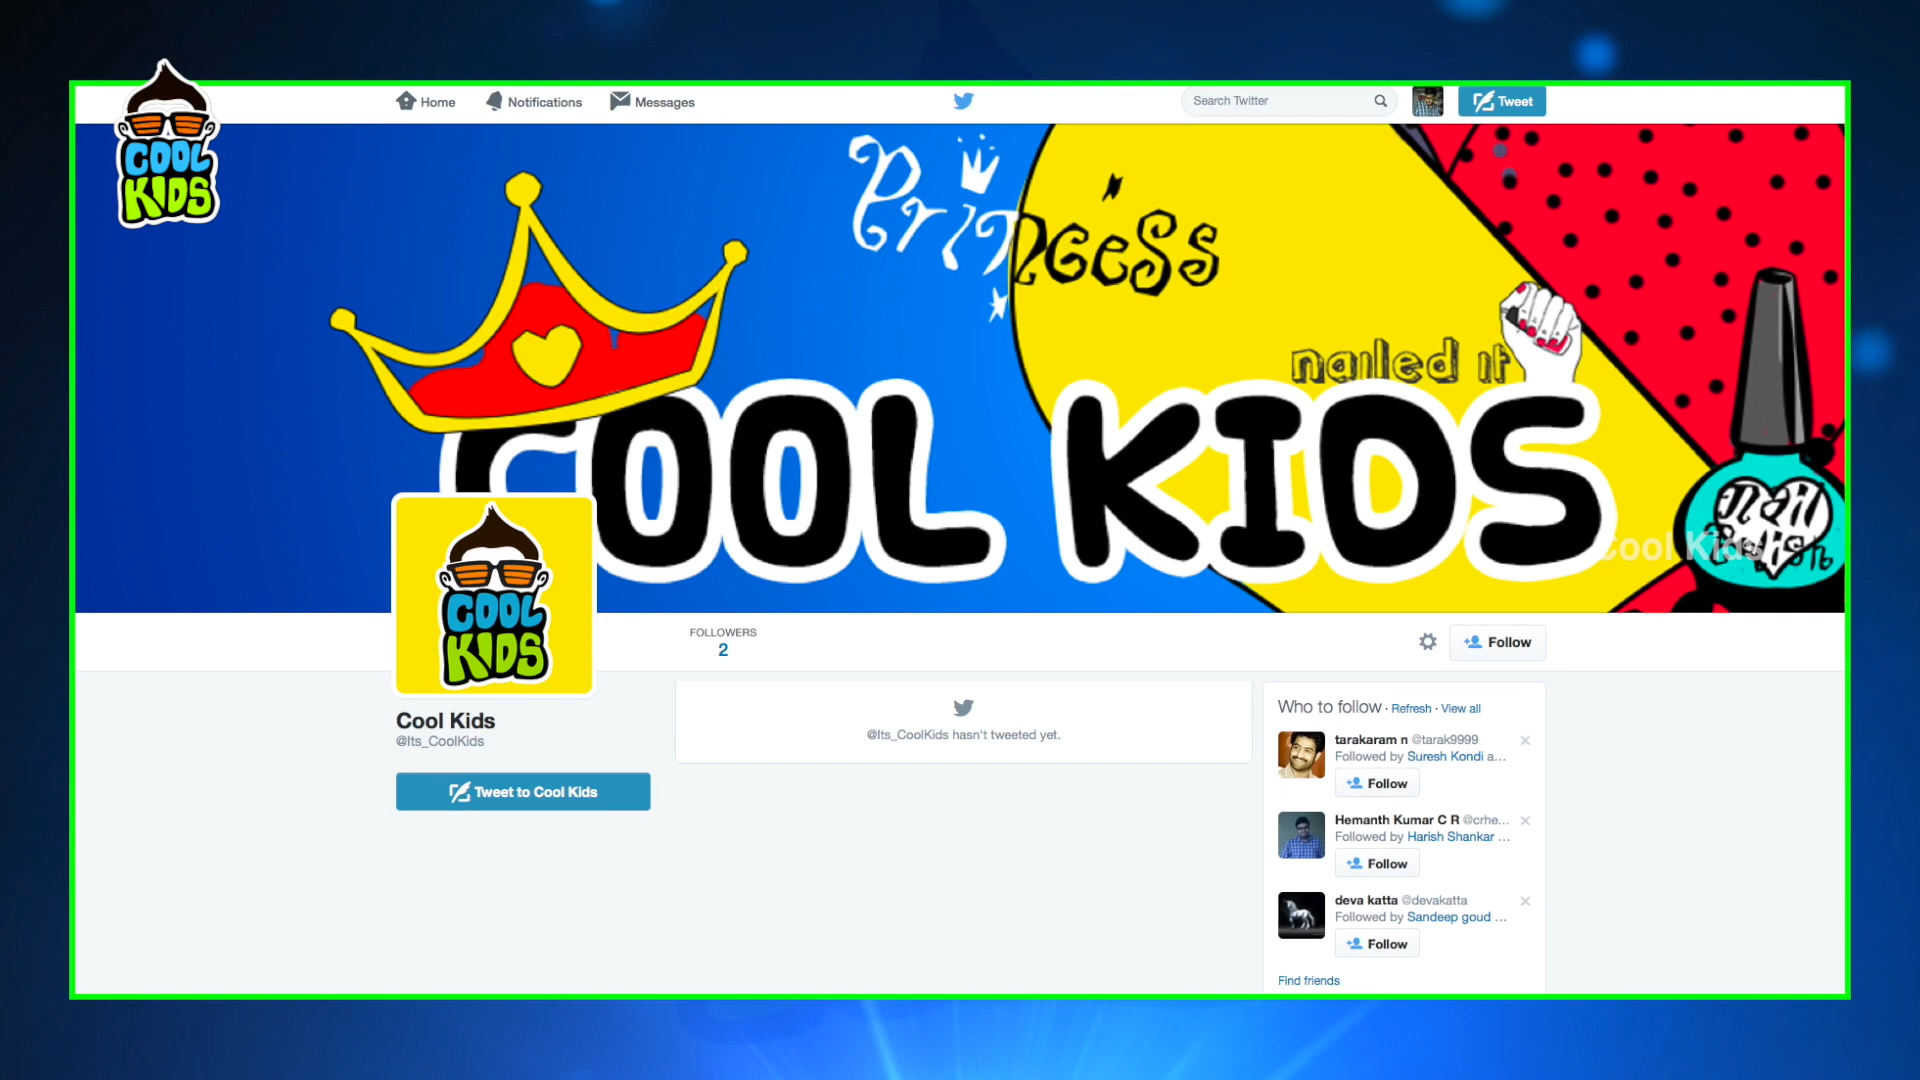 COOL
KIDS
Home
Notifications
Messages
Search Twitter
Tweet
Princess
nailed it
COOL KIDS
Cool Kids
COOL
KIDS
FOLLOWERS
2
Follow
Cool Kids
@Its_CoolKids
Tweet to Cool Kids
@Its_CoolKids hasn't tweeted yet.
Who to follow · Refresh · View all
tarakaram n @tarak9999
Followed by Suresh Kondi a...
Follow
Hemanth Kumar C R @crhe...
Followed by Harish Shankar ...
Follow
deva katta @devakatta
Followed by Sandeep goud ...
Follow
Find friends